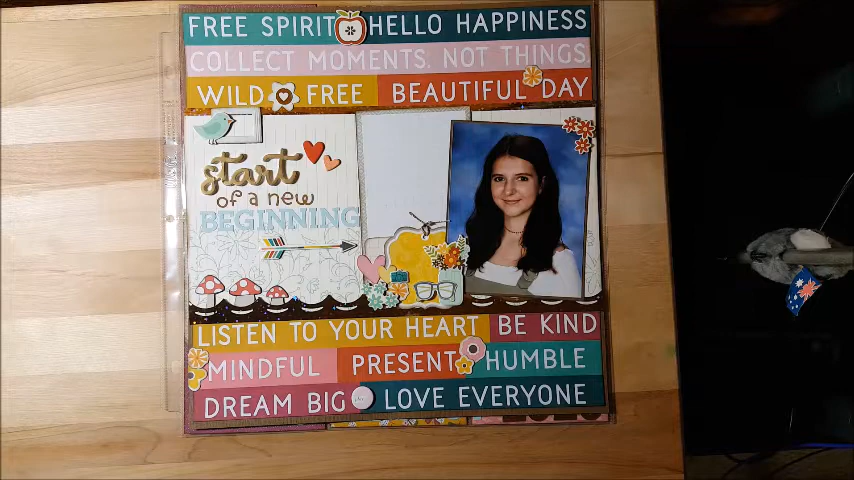 FREE SPIRIT HELLO HAPPINESS
COLLECT MOMENTS. NOT THINGS.
WILD FREE BEAUTIFUL DAY
start
of a new
BEGINNING
LISTEN TO YOUR HEART BE KIND
MINDFUL PRESENT HUMBLE
DREAM BIG LOVE EVERYONE